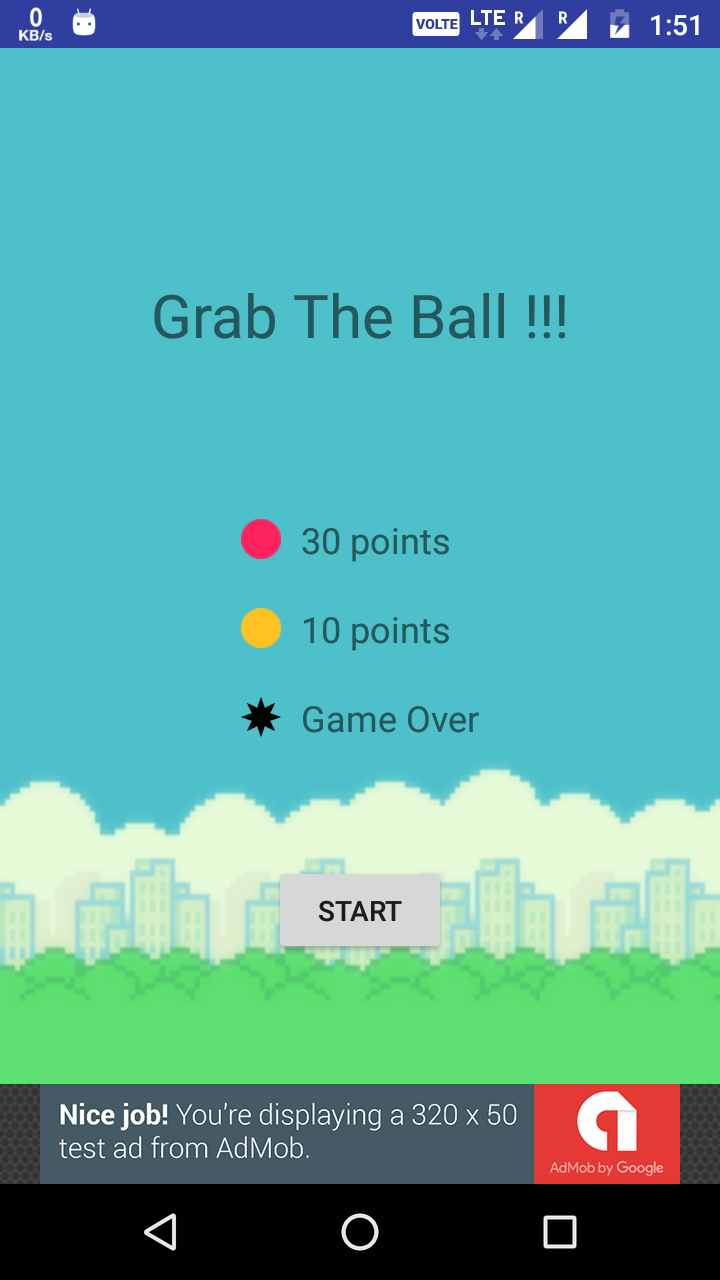 0
KB/s
VOLTE
LTE
R
R
1:51
Grab The Ball !!!
30 points
10 points
Game Over
START
Nice job! You're displaying a 320 x 50
test ad from AdMob.
AdMob by Google